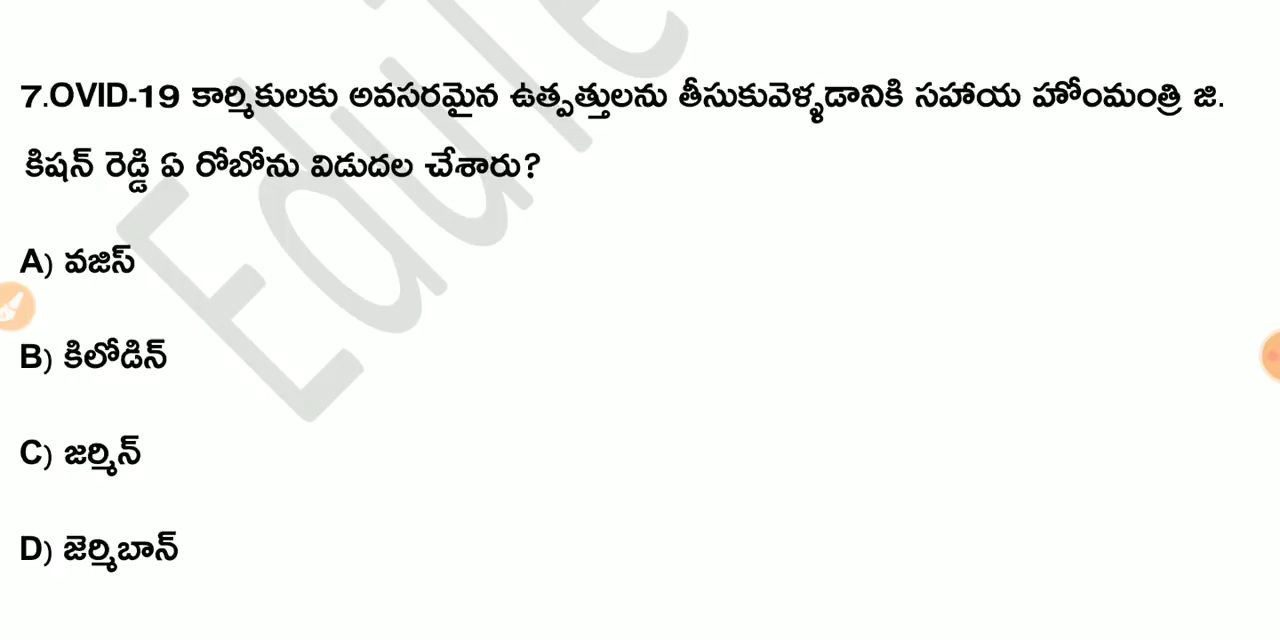 7.OVID-19 కార్మికులకు అవసరమైన ఉత్పత్తులను తీసుకువెళ్ళడానికి సహాయ హోంమంత్రి జి.
కిషన్ రెడ్డి ఏ రోబోను విడుదల చేశారు?
A) వజిస్
B) కిలోడిన్
C) జర్మిన్
D) జెర్మిబాన్